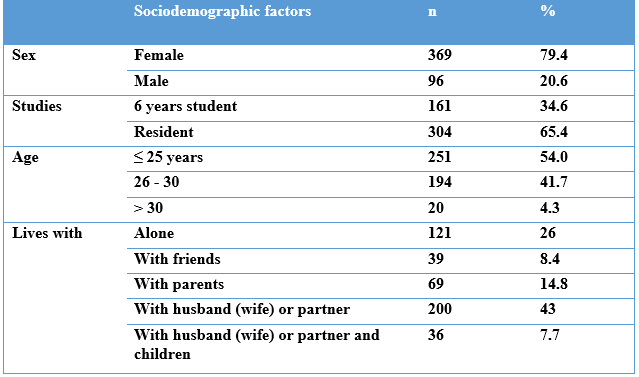 Sociodemographic factors n %
Sex Female 369 79.4
Male 96 20.6
Studies 6 years student 161 34.6
Resident 304 65.4
Age ≤ 25 years 251 54.0
26 - 30 194 41.7
> 30 20 4.3
Lives with Alone 121 26
With friends 39 8.4
With parents 69 14.8
With husband (wife) or partner 200 43
With husband (wife) or partner and 36 7.7
children